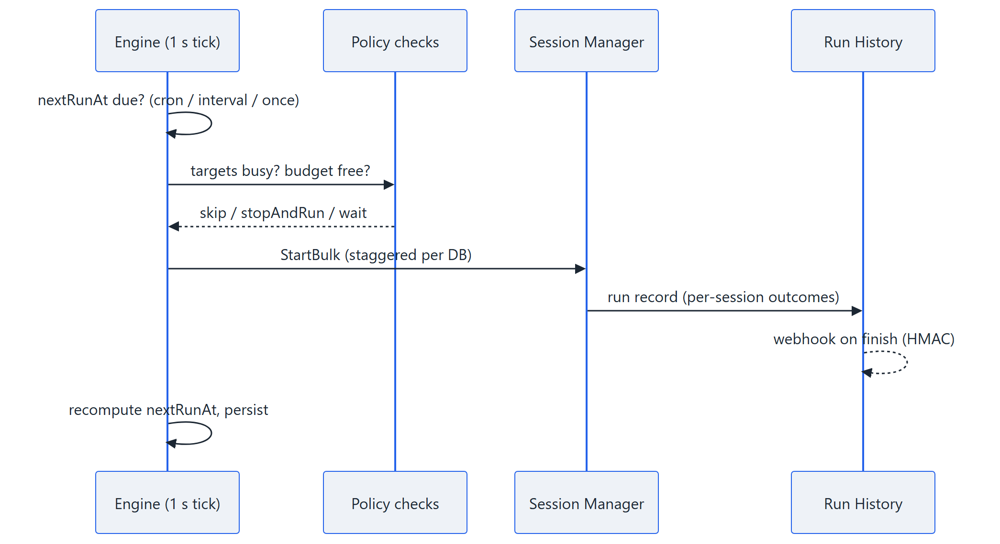 Engine (1 s tick)
Policy checks
Session Manager
Run History
nextRunAt due? (cron / interval / once)
targets busy? budget free?
skip / stopAndRun / wait
StartBulk (staggered per DB)
run record (per-session outcomes)
webhook on finish (HMAC)
recompute nextRunAt, persist
Engine (1 s tick)
Policy checks
Session Manager
Run History